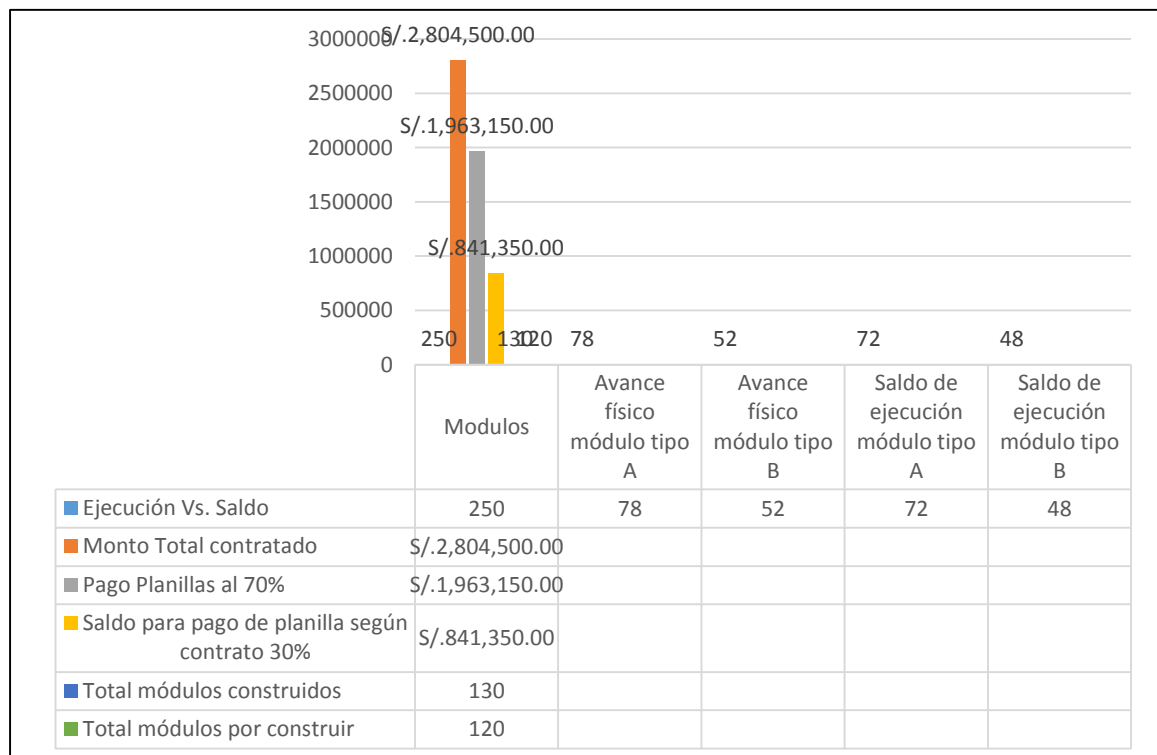 S/.2,804,500.00
3000000
2500000
S/.1,963,150.00
2000000
1500000
S/.841,350.00
1000000
500000
250 130 120 78 52 72 48
0
Modulos
Avance
físico
módulo tipo
A
Avance
físico
módulo tipo
B
Saldo de
ejecución
módulo tipo
A
Saldo de
ejecución
módulo tipo
B
Ejecución Vs. Saldo 250 78 52 72 48
Monto Total contratado S/.2,804,500.00
Pago Planillas al 70% S/.1,963,150.00
Saldo para pago de planilla según
contrato 30% S/.841,350.00
Total módulos construidos 130
Total módulos por construir 120